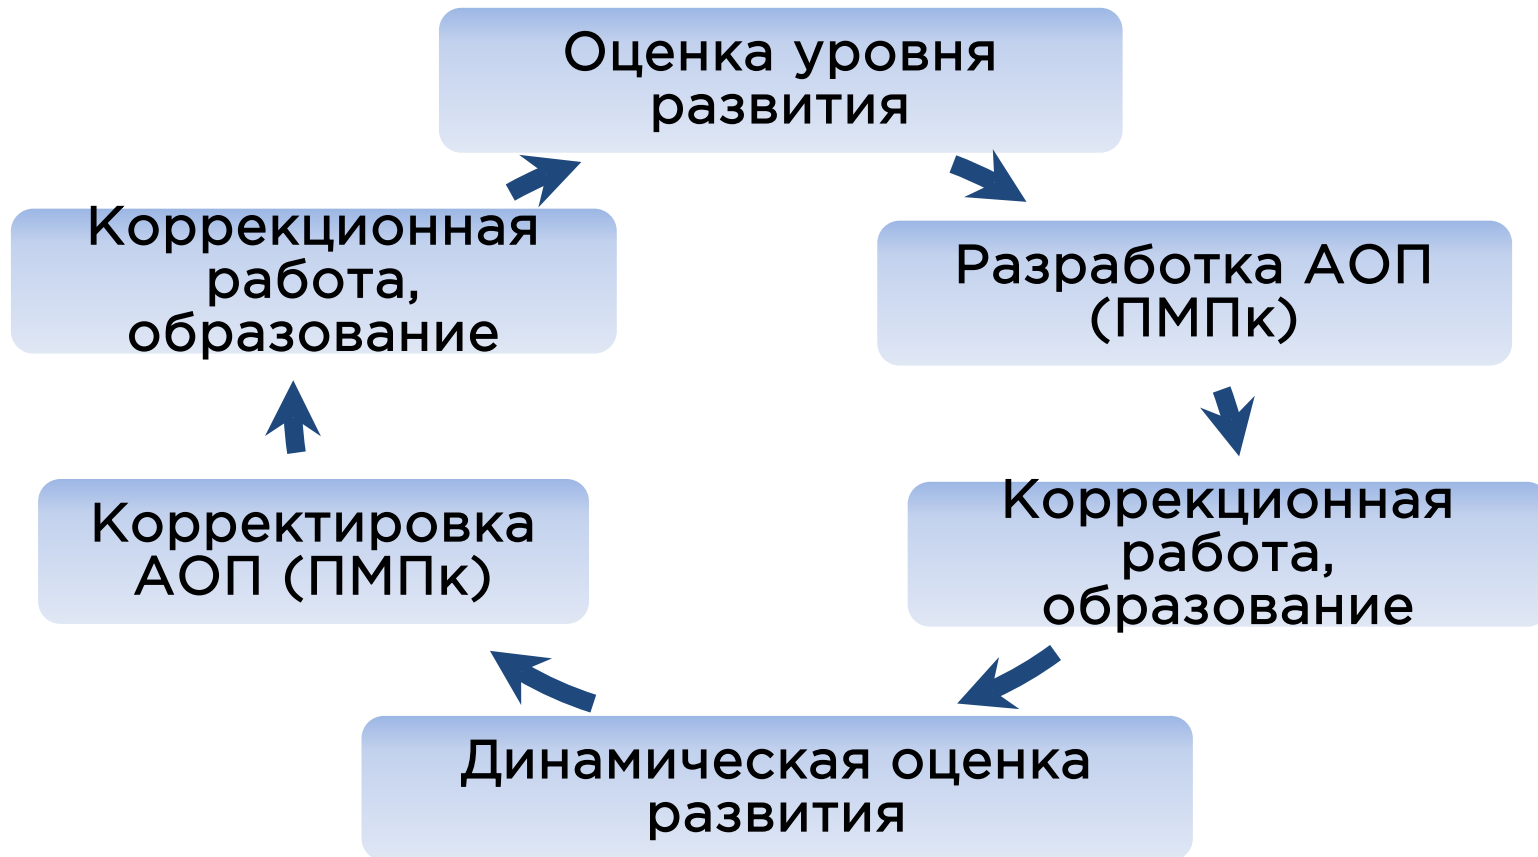 Оценка уровня
развития
Разработка АОП
(ПМПк)
Коррекционная
работа,
образование
Динамическая оценка
развития
Корректировка
АОП (ПМПк)
Коррекционная
работа,
образование